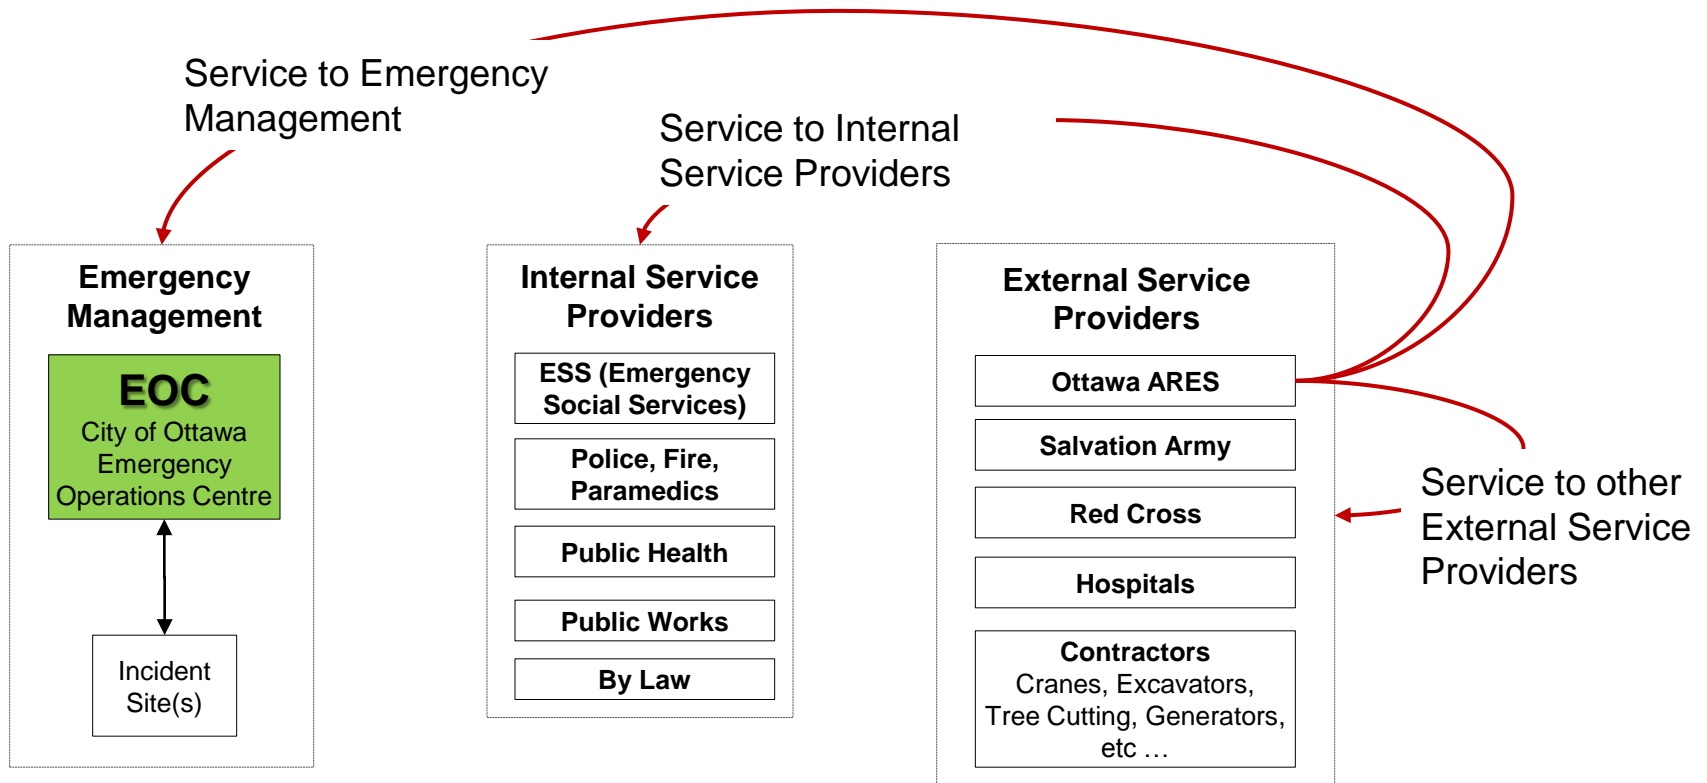 Service to Emergency
Management
Service to Internal
Service Providers
Emergency
Management
EOC
City of Ottawa
Emergency
Operations Centre
Incident
Site(s)
Internal Service
Providers
ESS (Emergency
Social Services)
Police, Fire,
Paramedics
Public Health
Public Works
By Law
External Service
Providers
Ottawa ARES
Salvation Army
Red Cross
Hospitals
Contractors
Cranes, Excavators,
Tree Cutting, Generators,
etc …
Service to other
External Service
Providers